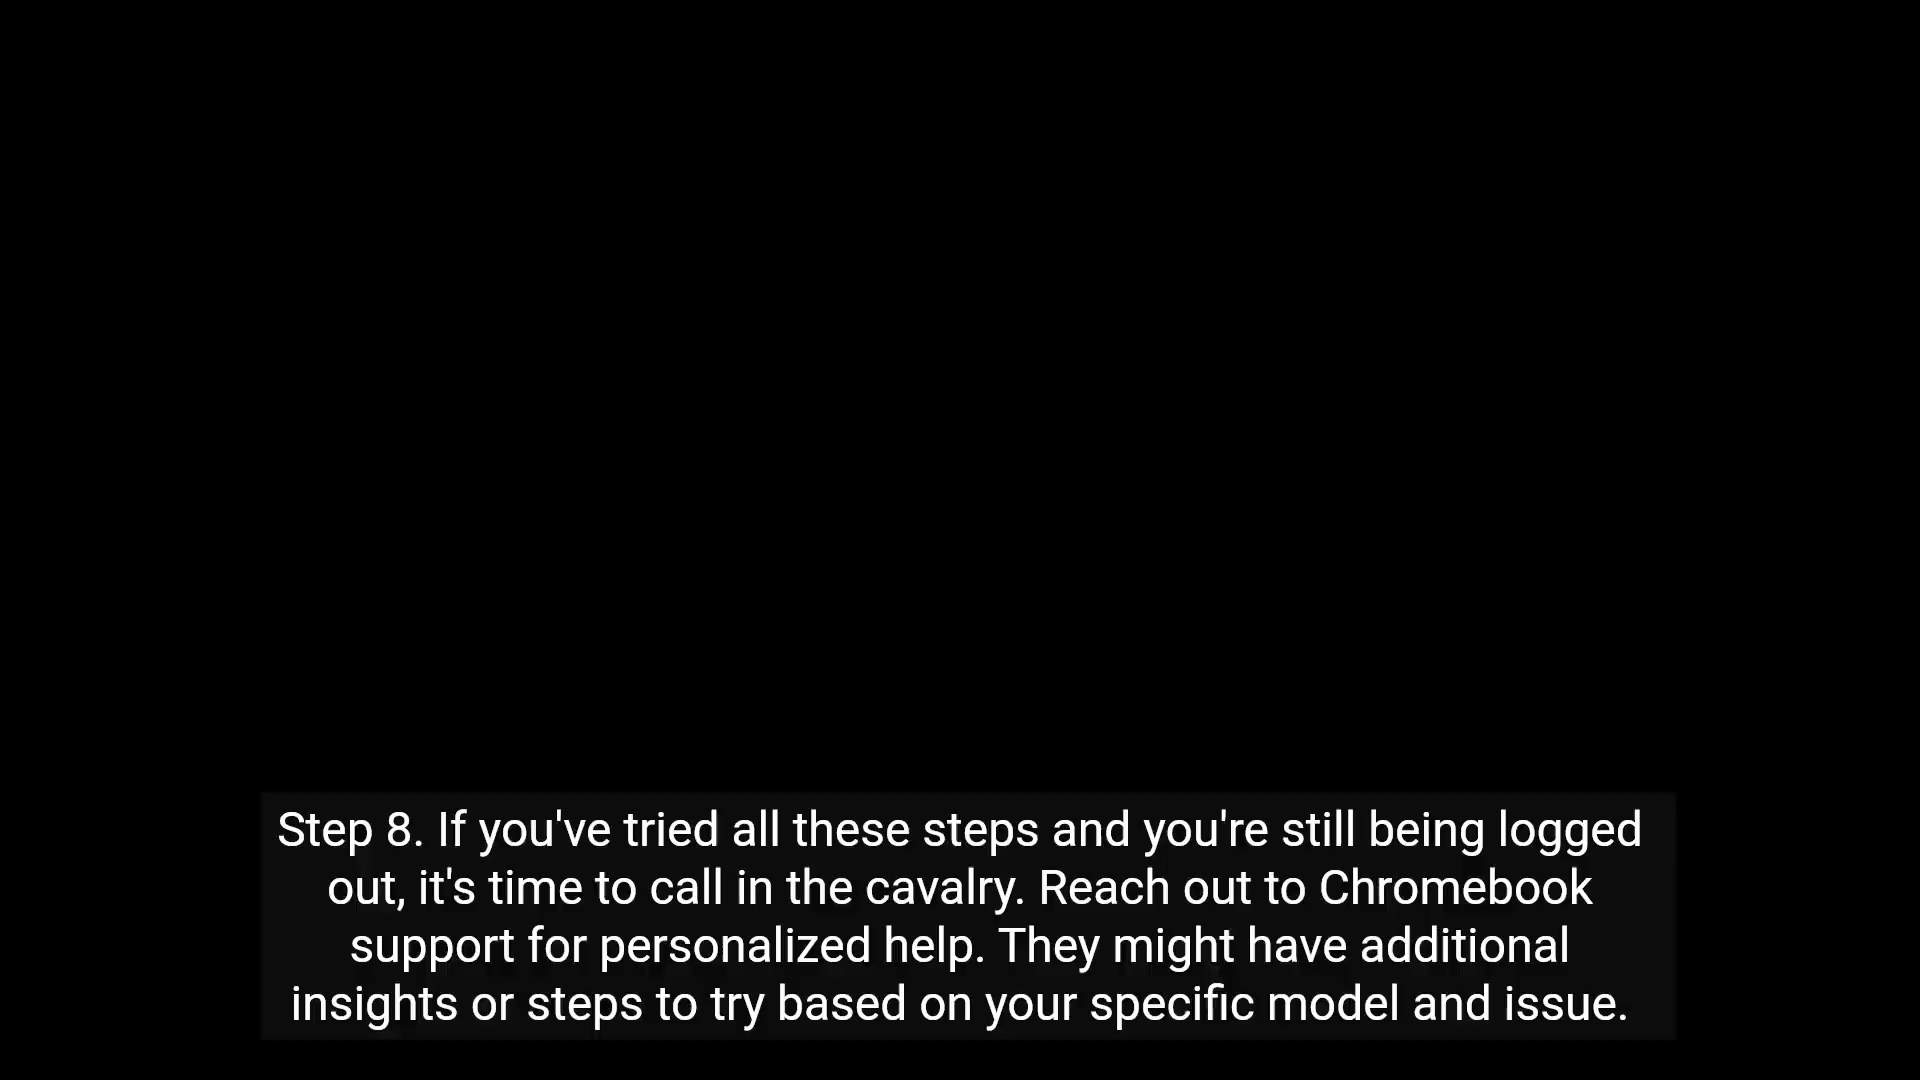 Step 8. If you've tried all these steps and you're still being logged
out, it's time to call in the cavalry. Reach out to Chromebook
support for personalized help. They might have additional
insights or steps to try based on your specific model and issue.